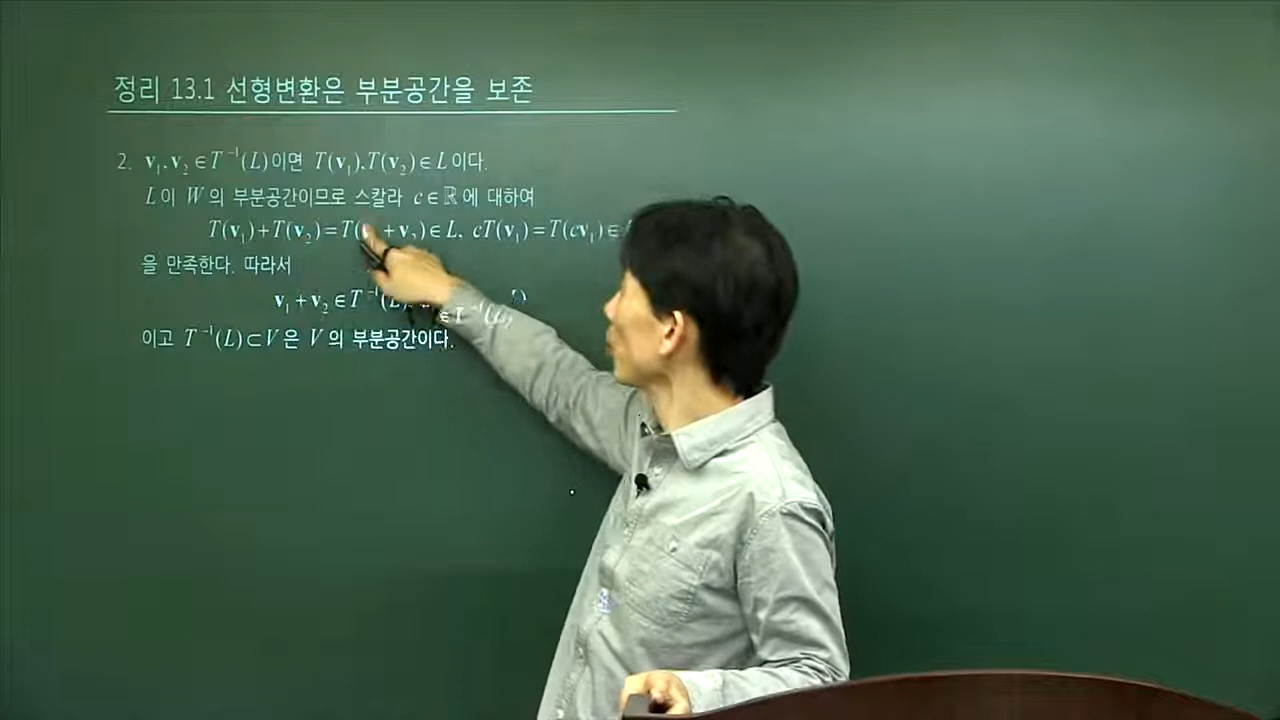 정리 13.1 선형변환은 부분공간을 보존
2. v₁, v₂ ∈ T⁻¹(L)이면 T(v₁), T(v₂) ∈ L이다.
L이 W의 부분공간이므로 스칼라 c ∈ ℝ에 대하여
T(v₁)+T(v₂)=T( +v₂) ∈ L, cT(v₁)=T(cv₁) ∈
을 만족한다. 따라서
v₁+v₂ ∈ T⁻¹(L),
∈ T⁻¹(L)
이고 T⁻¹(L) ⊂ V은 V의 부분공간이다.